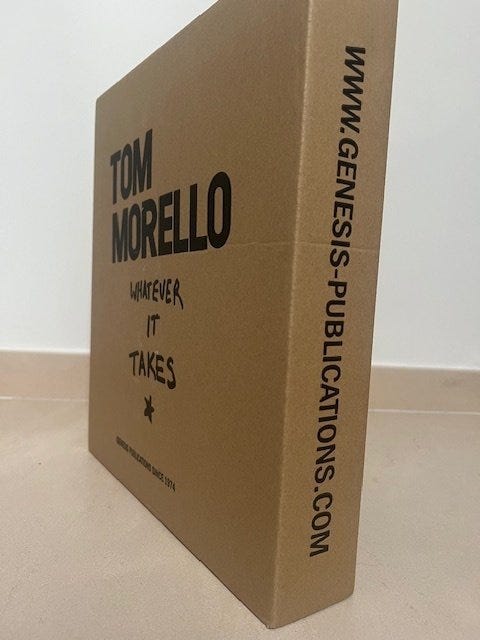 TOM
MORELLO
WHATEVER
IT
TAKES
GENESIS PUBLICATIONS SINCE 1974
WWW.GENESIS-PUBLICATIONS.COM